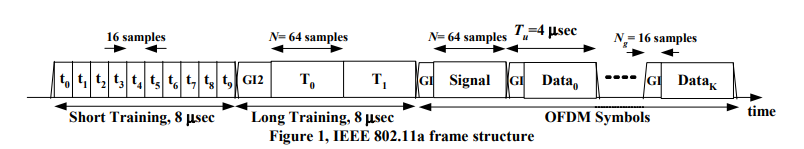 16 samples
N= 64 samples
N= 64 samples
Tu=4 μsec
Ng= 16 samples
t0 t1 t2 t3 t4 t5 t6 t7 t8 t9 GI2 T0 T1 GI Signal GI Data0 GI DataK
time
Short Training, 8 μsec Long Training, 8 μsec OFDM Symbols
Figure 1, IEEE 802.11a frame structure